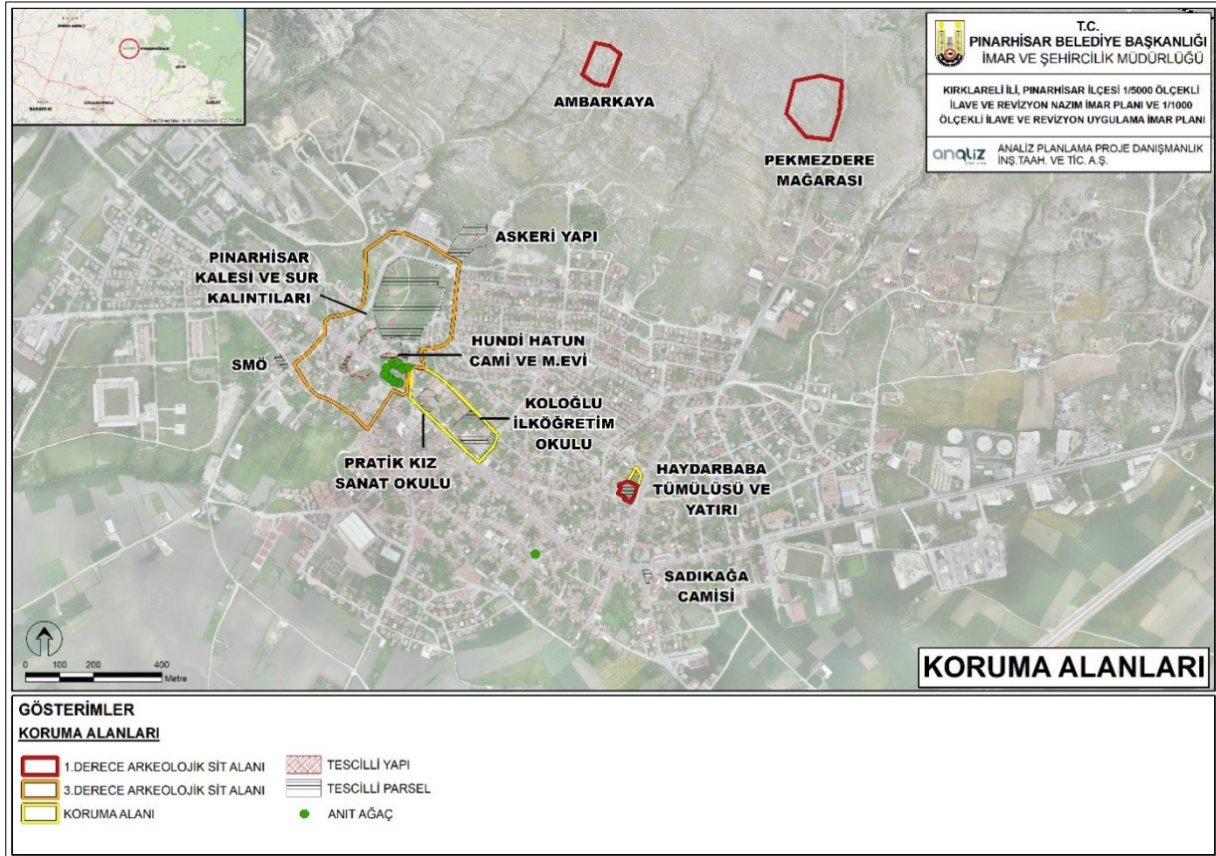 PINARHİSAR
T.C.
PINARHİSAR BELEDİYE BAŞKANLIĞI
İMAR VE ŞEHİRCİLİK MÜDÜRLÜĞÜ
KIRKLARELİ İLİ, PINARHİSAR İLÇESİ 1/5000 ÖLÇEKLİ
İLAVE VE REVİZYON NAZIM İMAR PLANI VE 1/1000
ÖLÇEKLİ İLAVE VE REVİZYON UYGULAMA İMAR PLANI
analiz
ANALİZ PLANLAMA PROJE DANIŞMANLIK
İNŞ.TAAH. VE TİC. A.Ş.
AMBARKAYA
PEKMEZDERE
MAĞARASI
ASKERİ YAPI
PINARHİSAR
KALESİ VE SUR
KALINTILARI
HUNDİ HATUN
CAMİ VE M.EVİ
SMÖ
KOLOĞLU
İLKÖĞRETİM
OKULU
PRATİK KIZ
SANAT OKULU
HAYDARBABA
TÜMÜLÜSÜ VE
YATIRI
SADIKAĞA
CAMİSİ
0 100 200 400
Metre
KORUMA ALANLARI
GÖSTERİMLER
KORUMA ALANLARI
1.DERECE ARKEOLOJİK SİT ALANI
3.DERECE ARKEOLOJİK SİT ALANI
KORUMA ALANI
TESCİLLİ YAPI
TESCİLLİ PARSEL
ANIT AĞAÇ